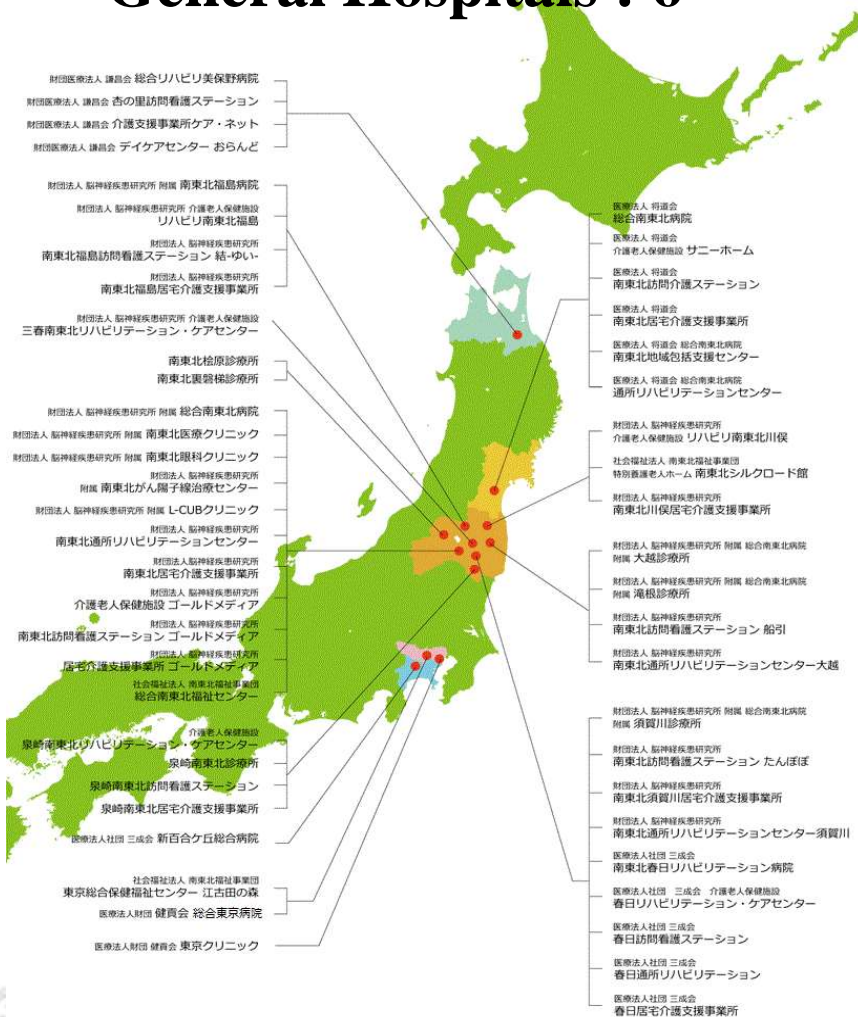 General Hospitals : 6
財団医療法人 謙昌会 総合リハビリ美保野病院
財団医療法人 謙昌会 杏の里訪問看護ステーション
財団医療法人 謙昌会 介護支援事業所ケア・ネット
財団医療法人 謙昌会 デイケアセンター おらんど
財団法人 脳神経疾患研究所 附属 南東北福島病院
財団法人 脳神経疾患研究所 介護老人保健施設
リハビリ南東北福島
財団法人 脳神経疾患研究所
南東北福島訪問看護ステーション 結-ゆい-
財団法人 脳神経疾患研究所
南東北福島居宅介護支援事業所
財団法人 脳神経疾患研究所 介護老人保健施設
三春南東北リハビリテーション・ケアセンター
南東北桧原診療所
南東北裏磐梯診療所
財団法人 脳神経疾患研究所 附属 総合南東北病院
財団法人 脳神経疾患研究所 附属 南東北医療クリニック
財団法人 脳神経疾患研究所 附属 南東北眼科クリニック
財団法人 脳神経疾患研究所
附属 南東北がん陽子線治療センター
財団法人 脳神経疾患研究所 附属 L-CUBクリニック
財団法人 脳神経疾患研究所
南東北通所リハビリテーションセンター
財団法人 脳神経疾患研究所
南東北居宅介護支援事業所
財団法人 脳神経疾患研究所
介護老人保健施設 ゴールドメディア
財団法人 脳神経疾患研究所
南東北訪問看護ステーション ゴールドメディア
財団法人 脳神経疾患研究所
居宅介護支援事業所 ゴールドメディア
社会福祉法人 南東北福祉事業団
総合南東北福祉センター
介護老人保健施設
泉崎南東北リハビリテーション・ケアセンター
泉崎南東北診療所
泉崎南東北訪問看護ステーション
泉崎南東北居宅介護支援事業所
医療法人社団 三成会 新百合ケ丘総合病院
社会福祉法人 南東北福祉事業団
東京総合保健福祉センター 江古田の森
医療法人財団 健貢会 総合東京病院
医療法人財団 健貢会 東京クリニック
医療法人 将道会
総合南東北病院
医療法人 将道会
介護老人保健施設 サニーホーム
医療法人 将道会
南東北訪問介護ステーション
医療法人 将道会
南東北居宅介護支援事業所
医療法人 将道会 総合南東北病院
南東北地域包括支援センター
医療法人 将道会 総合南東北病院
通所リハビリテーションセンター
財団法人 脳神経疾患研究所
介護老人保健施設 リハビリ南東北川俣
社会福祉法人 南東北福祉事業団
特別養護老人ホーム 南東北シルクロード館
財団法人 脳神経疾患研究所
南東北川俣居宅介護支援事業所
財団法人 脳神経疾患研究所 附属 総合南東北病院
附属 大越診療所
財団法人 脳神経疾患研究所 附属 総合南東北病院
附属 滝根診療所
財団法人 脳神経疾患研究所
南東北訪問看護ステーション 船引
財団法人 脳神経疾患研究所
南東北通所リハビリテーションセンター大越
財団法人 脳神経疾患研究所 附属 総合南東北病院
附属 須賀川診療所
財団法人 脳神経疾患研究所
南東北訪問看護ステーション たんぽぽ
財団法人 脳神経疾患研究所
南東北須賀川居宅介護支援事業所
財団法人 脳神経疾患研究所
南東北通所リハビリテーションセンター須賀川
医療法人社団 三成会
南東北春日リハビリテーション病院
医療法人社団 三成会 介護老人保健施設
春日リハビリテーション・ケアセンター
医療法人社団 三成会
春日訪問看護ステーション
医療法人社団 三成会
春日通所リハビリテーション
医療法人社団 三成会
春日居宅介護支援事業所